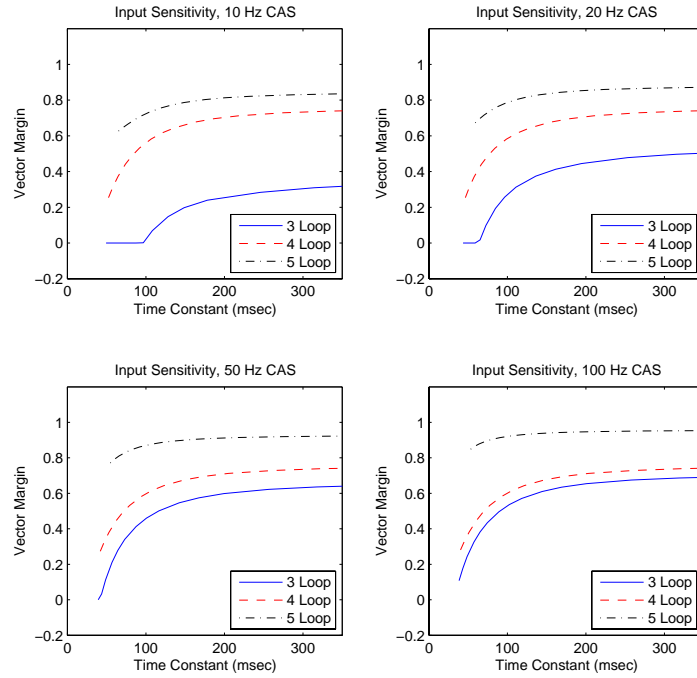 Input Sensitivity, 10 Hz CAS
1
0.8
0.6
0.4
0.2
0
−0.2
Vector Margin
0 100 200 300
Time Constant (msec)
3 Loop
4 Loop
5 Loop
Input Sensitivity, 20 Hz CAS
1
0.8
0.6
0.4
0.2
0
−0.2
Vector Margin
0 100 200 300
Time Constant (msec)
3 Loop
4 Loop
5 Loop
Input Sensitivity, 50 Hz CAS
1
0.8
0.6
0.4
0.2
0
−0.2
Vector Margin
0 100 200 300
Time Constant (msec)
3 Loop
4 Loop
5 Loop
Input Sensitivity, 100 Hz CAS
1
0.8
0.6
0.4
0.2
0
−0.2
Vector Margin
0 100 200 300
Time Constant (msec)
3 Loop
4 Loop
5 Loop